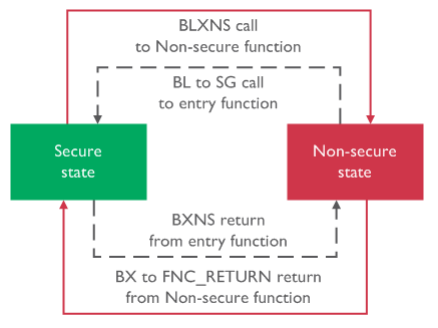 BLXNS call
to Non-secure function
BL to SG call
to entry function
Secure
state
Non-secure
state
BXNS return
from entry function
BX to FNC_RETURN return
from Non-secure function